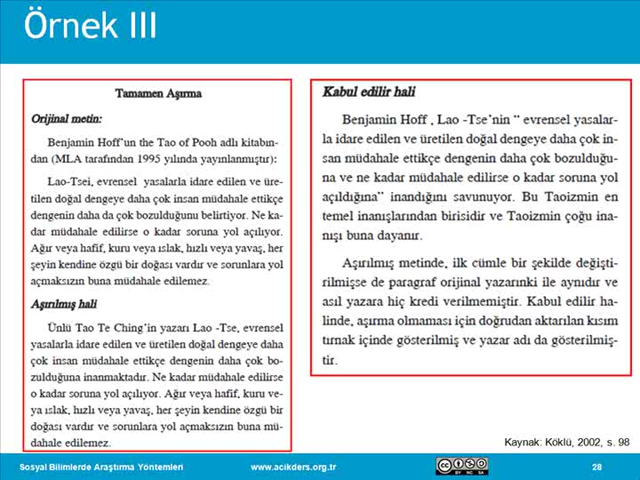 Örnek III
Tamamen Aşırma
Orijinal metin:
Benjamin Hoff'un the Tao of Pooh adlı kitabın-
dan (MLA tarafından 1995 yılında yayınlanmıştır):
Lao-Tsei, evrensel yasalarla idare edilen ve üre-
tilen doğal dengeye daha çok insan müdahale ettikçe
dengenin daha da çok bozulduğunu belirtiyor. Ne ka-
dar müdahale edilirse o kadar soruna yol açılıyor.
Ağır veya hafif, kuru veya ıslak, hızlı veya yavaş, her
şeyin kendine özgü bir doğası vardır ve sorunlara yol
açmaksızın buna müdahale edilemez.
Aşırılmış hali
Ünlü Tao Te Ching'in yazarı Lao -Tse, evrensel
yasalarla idare edilen ve üretilen doğal dengeye daha
çok insan müdahale ettikçe dengenin daha çok bo-
zulduğuna inanmaktadır. Ne kadar müdahale edilirse
o kadar soruna yol açılıyor. Ağır veya hafif, kuru ve-
ya ıslak, hızlı veya yavaş, her şeyin kendine özgü bir
doğası vardır ve sorunlara yol açmaksızın buna mü-
dahale edilemez.
Kabul edilir hali
Benjamin Hoff , Lao -Tse'nin " evrensel yasalar-
la idare edilen ve üretilen doğal dengeye daha çok in-
san müdahale ettikçe dengenin daha çok bozulduğu-
na ve ne kadar müdahale edilirse o kadar soruna yol
açıldığına" inandığını savunuyor. Bu Taoizmin en
temel inanışlarından birisidir ve Taoizmin çoğu ina-
nışı buna dayanır.
Aşırılmış metinde, ilk cümle bir şekilde değişti-
rilmişse de paragraf orijinal yazarınki ile aynıdır ve
asıl yazara hiç kredi verilmemiştir. Kabul edilir ha-
linde, aşırma olmaması için doğrudan aktarılan kısım
tırnak içinde gösterilmiş ve yazar adı da gösterilmiş-
tir.
Kaynak: Köklü, 2002, s. 98
Sosyal Bilimlerde Araştırma Yöntemleri
www.acikders.org.tr
cc BY NC SA
28